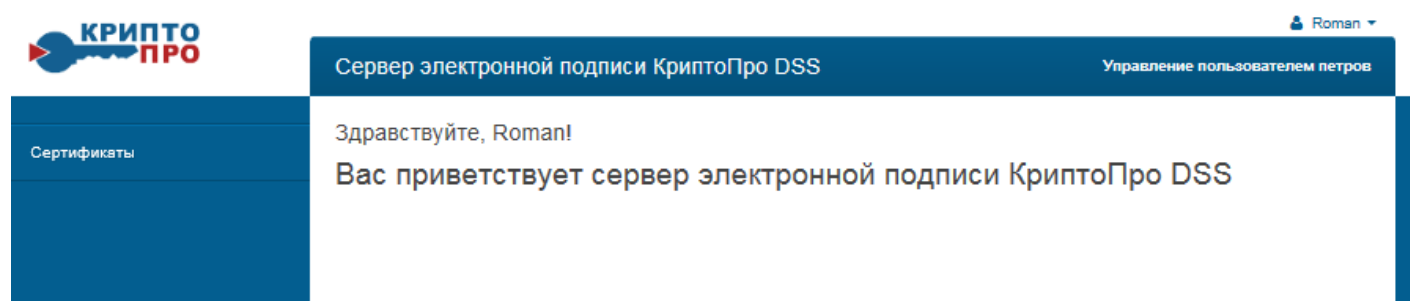 КРИПТО
ПРО
Roman
Сервер электронной подписи КриптоПро DSS
Управление пользователем петров
Сертификаты
Здравствуйте, Roman!
Вас приветствует сервер электронной подписи КриптоПро DSS